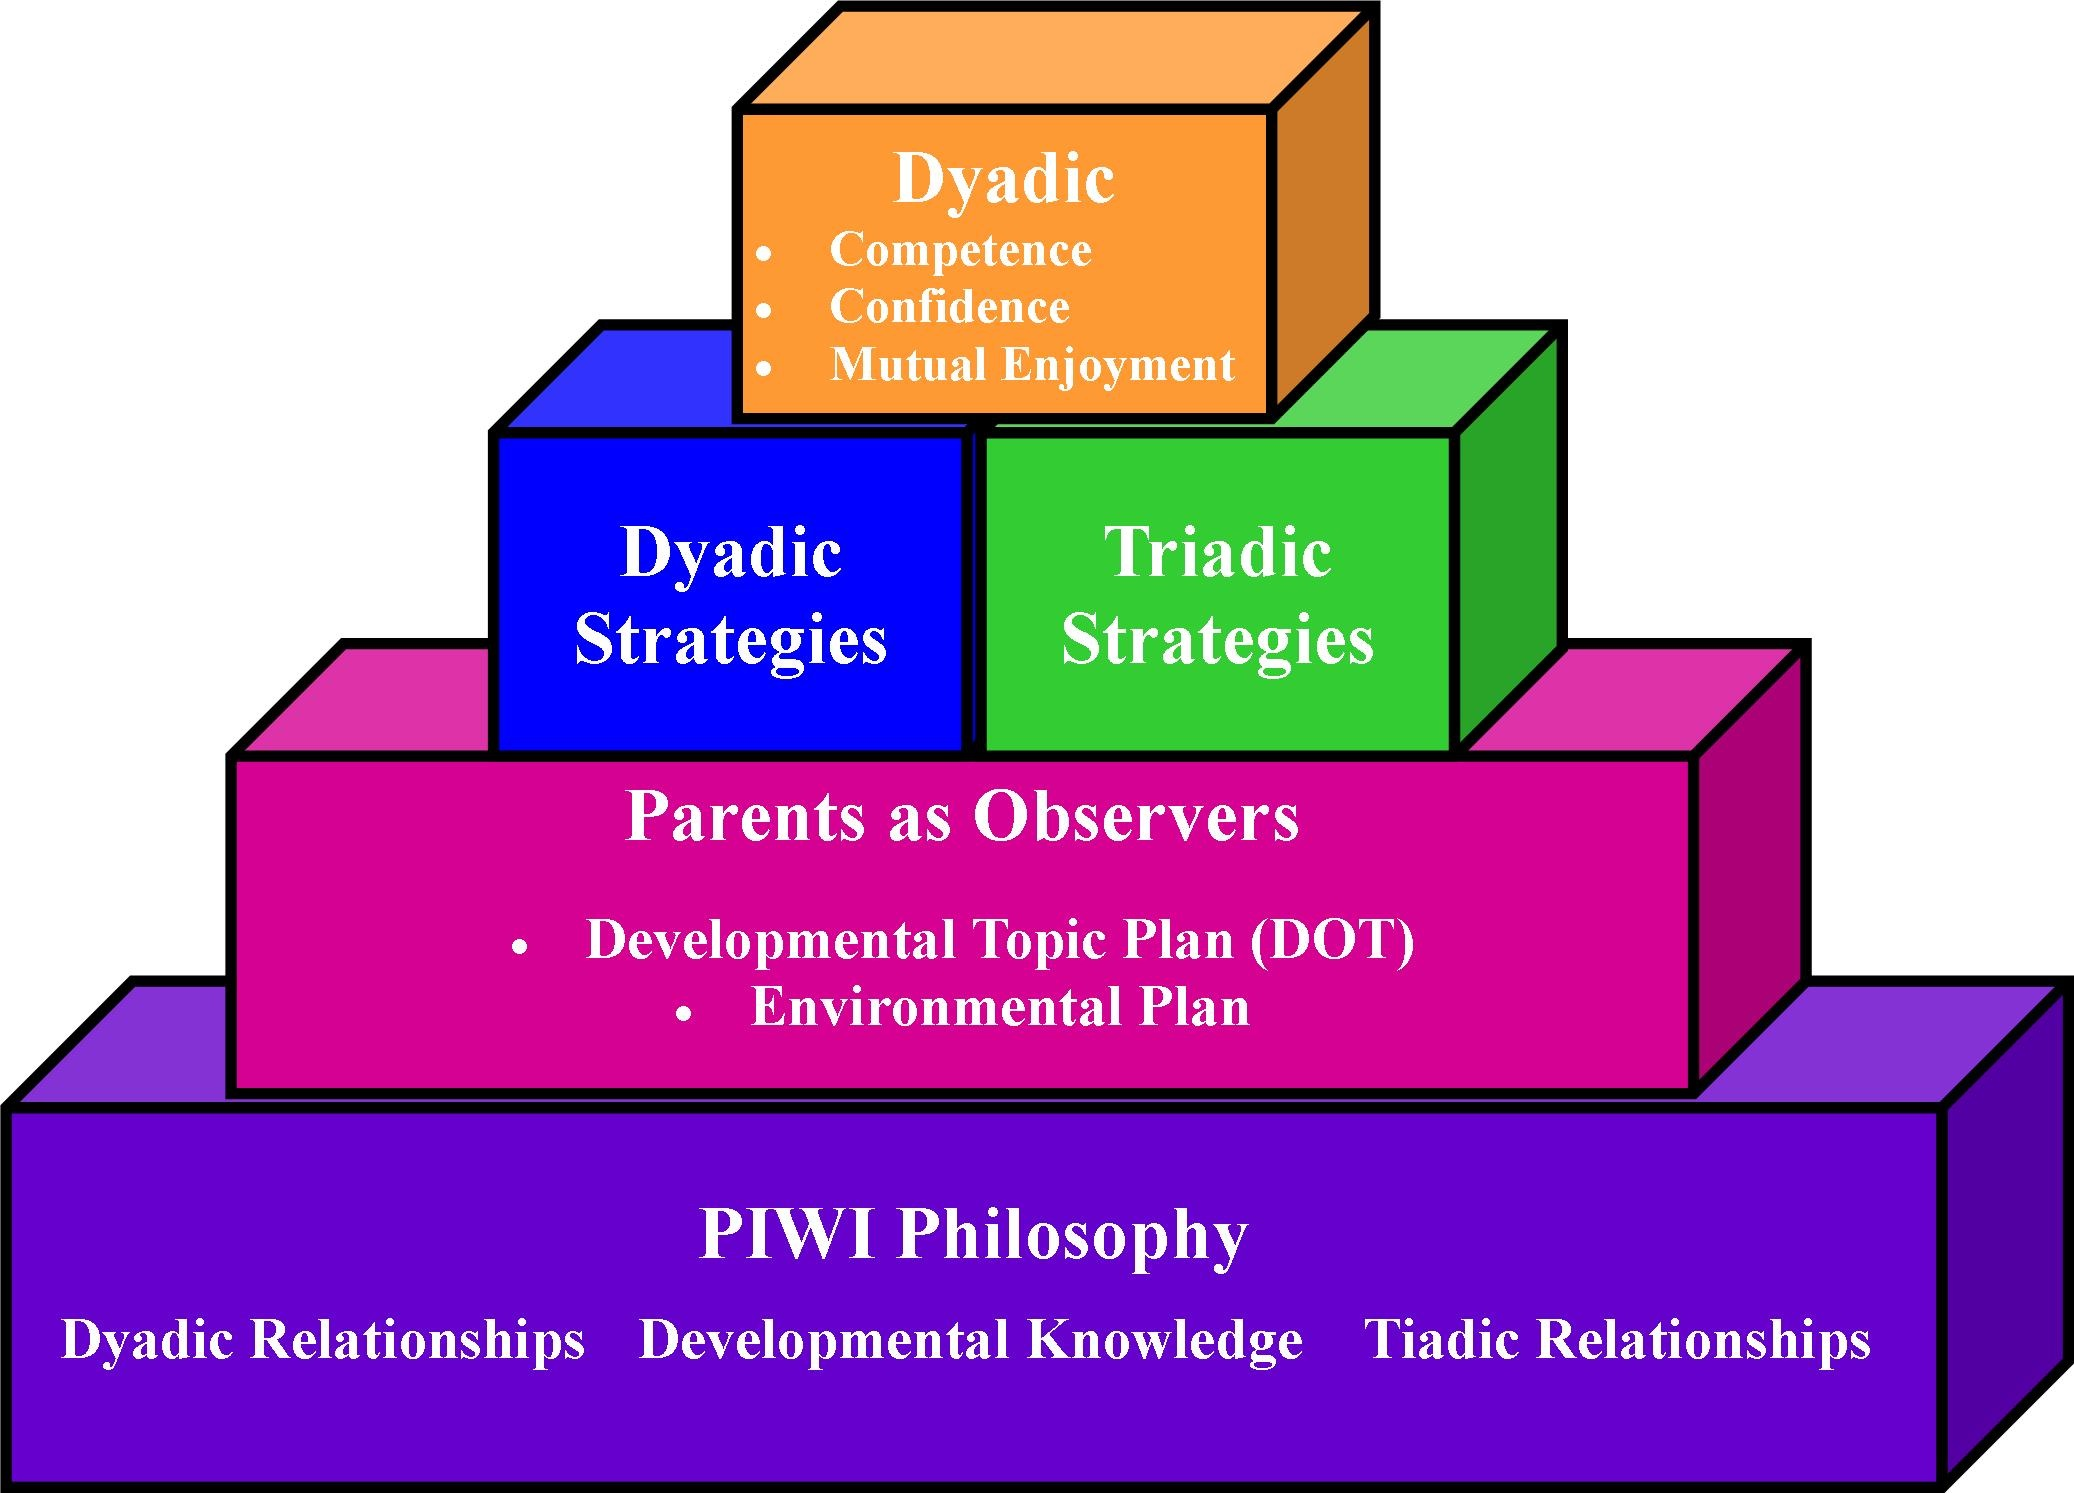 Dyadic
• Competence
• Confidence
• Mutual Enjoyment
Dyadic
Strategies
Triadic
Strategies
Parents as Observers
• Developmental Topic Plan (DOT)
• Environmental Plan
PIWI Philosophy
Dyadic Relationships Developmental Knowledge Tiadic Relationships